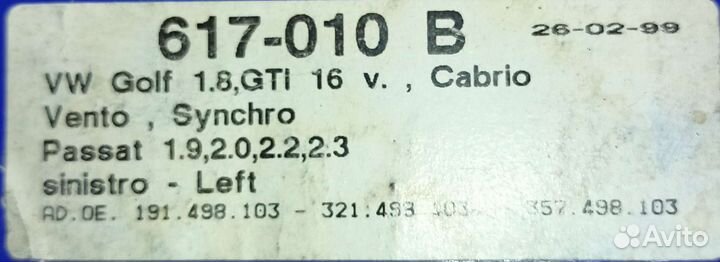 617-010 B 26-02-99
VW Golf 1.8,GTi 16 v. , Cabrio
Vento , Synchro
Passat 1.9,2.0,2.2,2.3
sinistro - Left
AD.OE. 191.498.103 - 321.498.103- 357.498.103
Avito